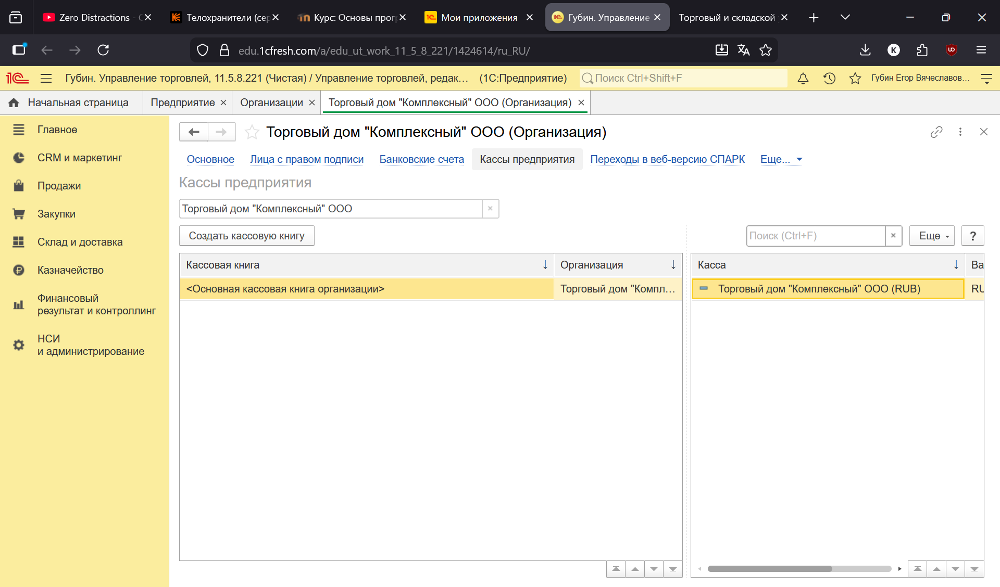 Zero Distractions -
Телохранители (сер
Курс: Основы прог
Мои приложения
Губин. Управление
Торговый и складской
edu.1cfresh.com/a/edu_ut_work_11_5_8_221/1424614/ru_RU/
K
1C
Губин. Управление торговлей, 11.5.8.221 (Чистая) / Управление торговлей, редак... (1С:Предприятие)
Поиск Ctrl+Shift+F
Губин Егор Вячеславов...
Начальная страница
Предприятие
Организации
Торговый дом "Комплексный" ООО (Организация)
Главное
CRM и маркетинг
Продажи
Закупки
Склад и доставка
Казначейство
Финансовый
результат и контроллинг
НСИ
и администрирование
Торговый дом "Комплексный" ООО (Организация)
Основное
Лица с правом подписи
Банковские счета
Кассы предприятия
Переходы в веб-версию СПАРК
Еще...
Кассы предприятия
Торговый дом "Комплексный" ООО
Создать кассовую книгу
Поиск (Ctrl+F)
Еще
?
Кассовая книга
Организация
<Основная кассовая книга организации>
Торговый дом "Компл...
Касса
Ва
Торговый дом "Комплексный" ООО (RUB)
RU